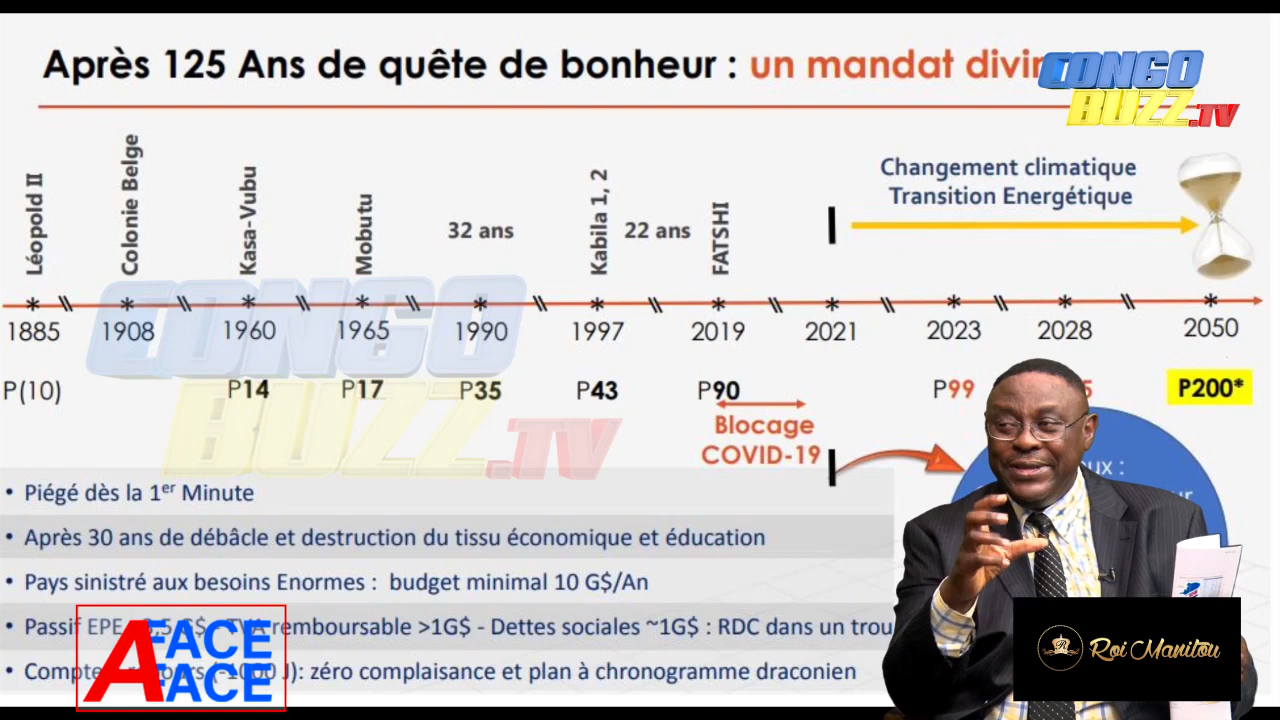 Après 125 Ans de quête de bonheur : un mandat
CONGO
BUZZ.TV
Léopold II
Colonie Belge
Kasa-Vubu
Mobutu
32 ans
Kabila 1, 2
22 ans
FATSHI
Changement climatique
Transition Energétique
1885 1908 1960 1965 1990 1997 2019 2021 2023 2028 2050
P(10) P14 P17 P35 P43 P90 P99 P200*
Blocage
COVID-19
CONGO
BUZZ.TV
• Piégé dès la 1er Minute
• Après 30 ans de débâcle et destruction du tissu économique et éducation
• Pays sinistré aux besoins Enormes : budget minimal 10 G$/An
• Passif EPE remboursable >1G$ - Dettes sociales ~1G$ : RDC dans un trou
• zéro complaisance et plan à chronogramme draconien
A FACE
FACE
Roi Manitou